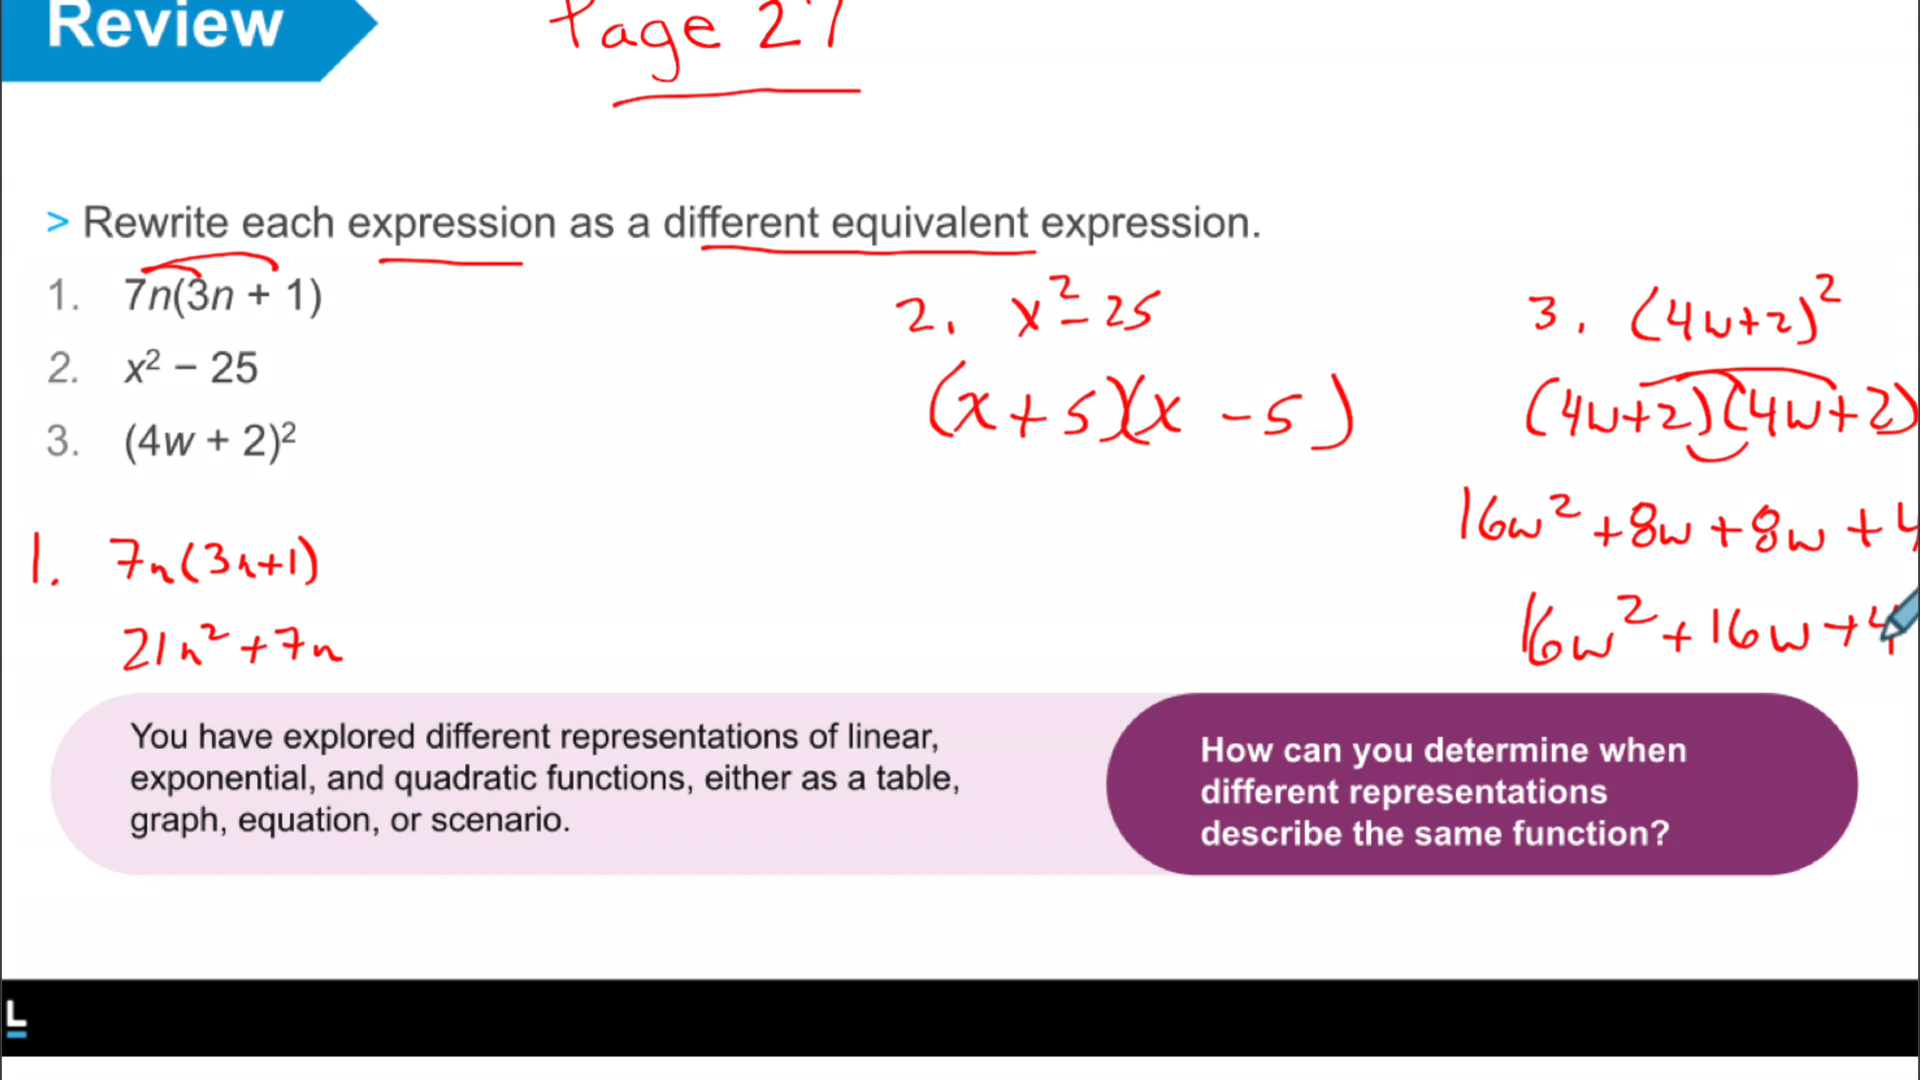 Review
Page 27
> Rewrite each expression as a different equivalent expression.
1. 7n(3n + 1)
2. x² − 25
3. (4w + 2)²
2. x² − 25
(x + 5)(x − 5)
3. (4w+2)²
(4w+2)(4w+2)
16w² + 8w + 8w + 4
16w² + 16w + 4
1. 7n(3n+1)
21n² + 7n
You have explored different representations of linear,
exponential, and quadratic functions, either as a table,
graph, equation, or scenario.
How can you determine when
different representations
describe the same function?
L